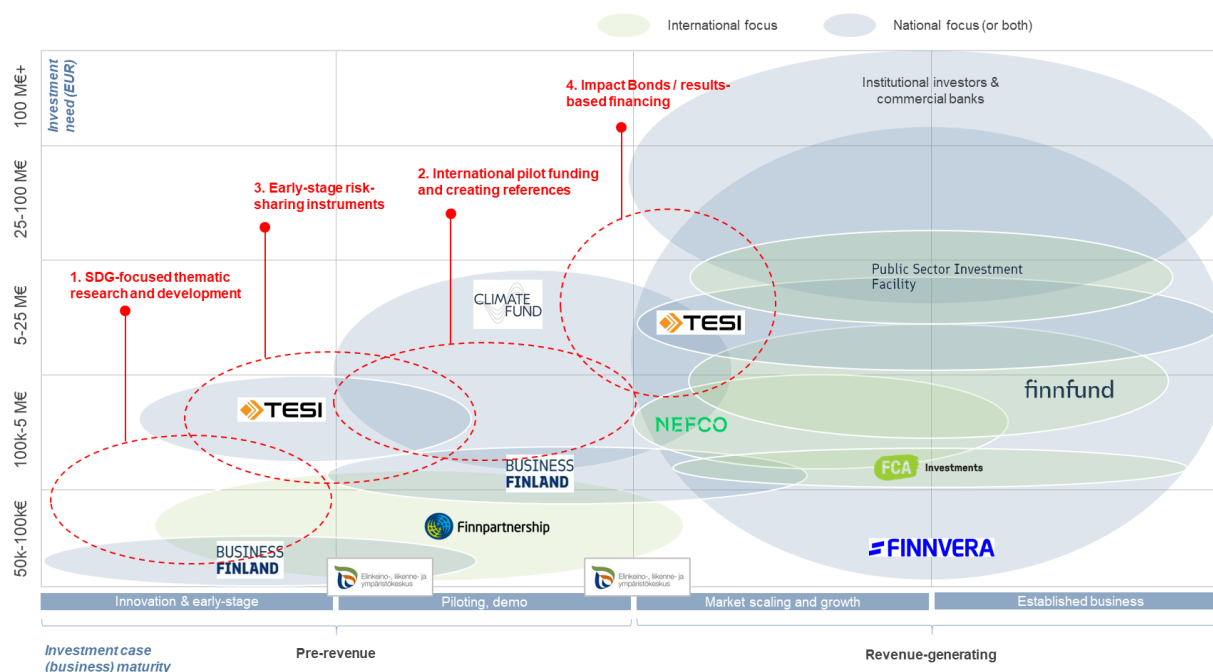 International focus
National focus (or both)
Investment
need (EUR)
100 M€+
25-100 M€
5-25 M€
100k-5 M€
50k-100k€
4. Impact Bonds / results-
based financing
Institutional investors &
commercial banks
3. Early-stage risk-
sharing instruments
2. International pilot funding
and creating references
1. SDG-focused thematic
research and development
Public Sector Investment
Facility
CLIMATE
FUND
TESI
TESI
finnfund
NEFCO
BUSINESS
FINLAND
FCA Investments
Finnpartnership
FINNVERA
BUSINESS
FINLAND
Elinkeino-, liikenne- ja
ympäristökeskus
Elinkeino-, liikenne- ja
ympäristökeskus
Innovation & early-stage
Piloting, demo
Market scaling and growth
Established business
Investment case
(business) maturity
Pre-revenue
Revenue-generating